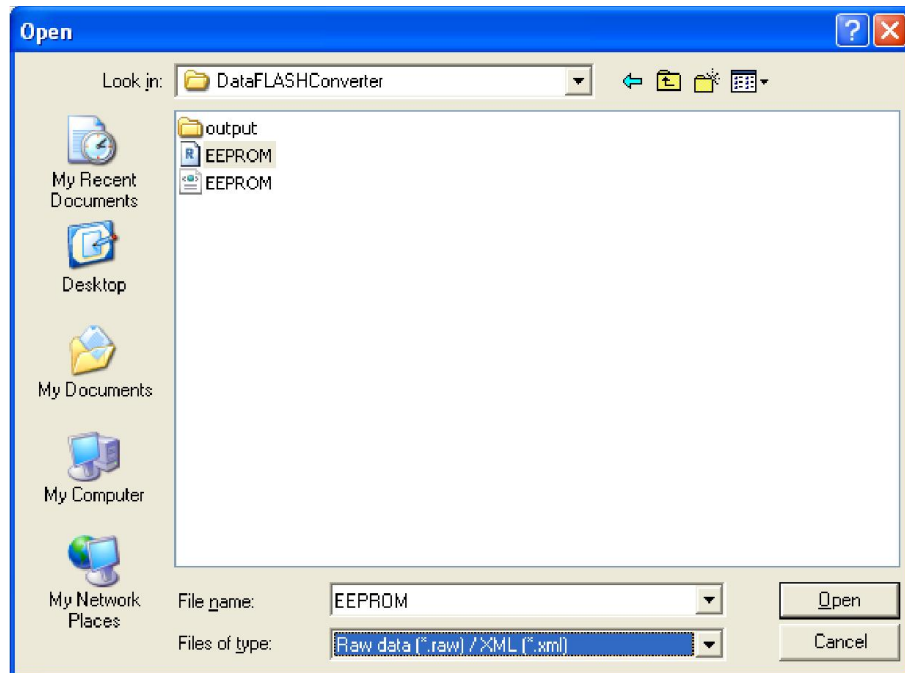 Open
Look in:
DataFLASHConverter
output
EEPROM
EEPROM
My Recent
Documents
Desktop
My Documents
My Computer
My Network
Places
File name:
EEPROM
Open
Files of type:
Raw data (*.raw) / XML (*.xml)
Cancel